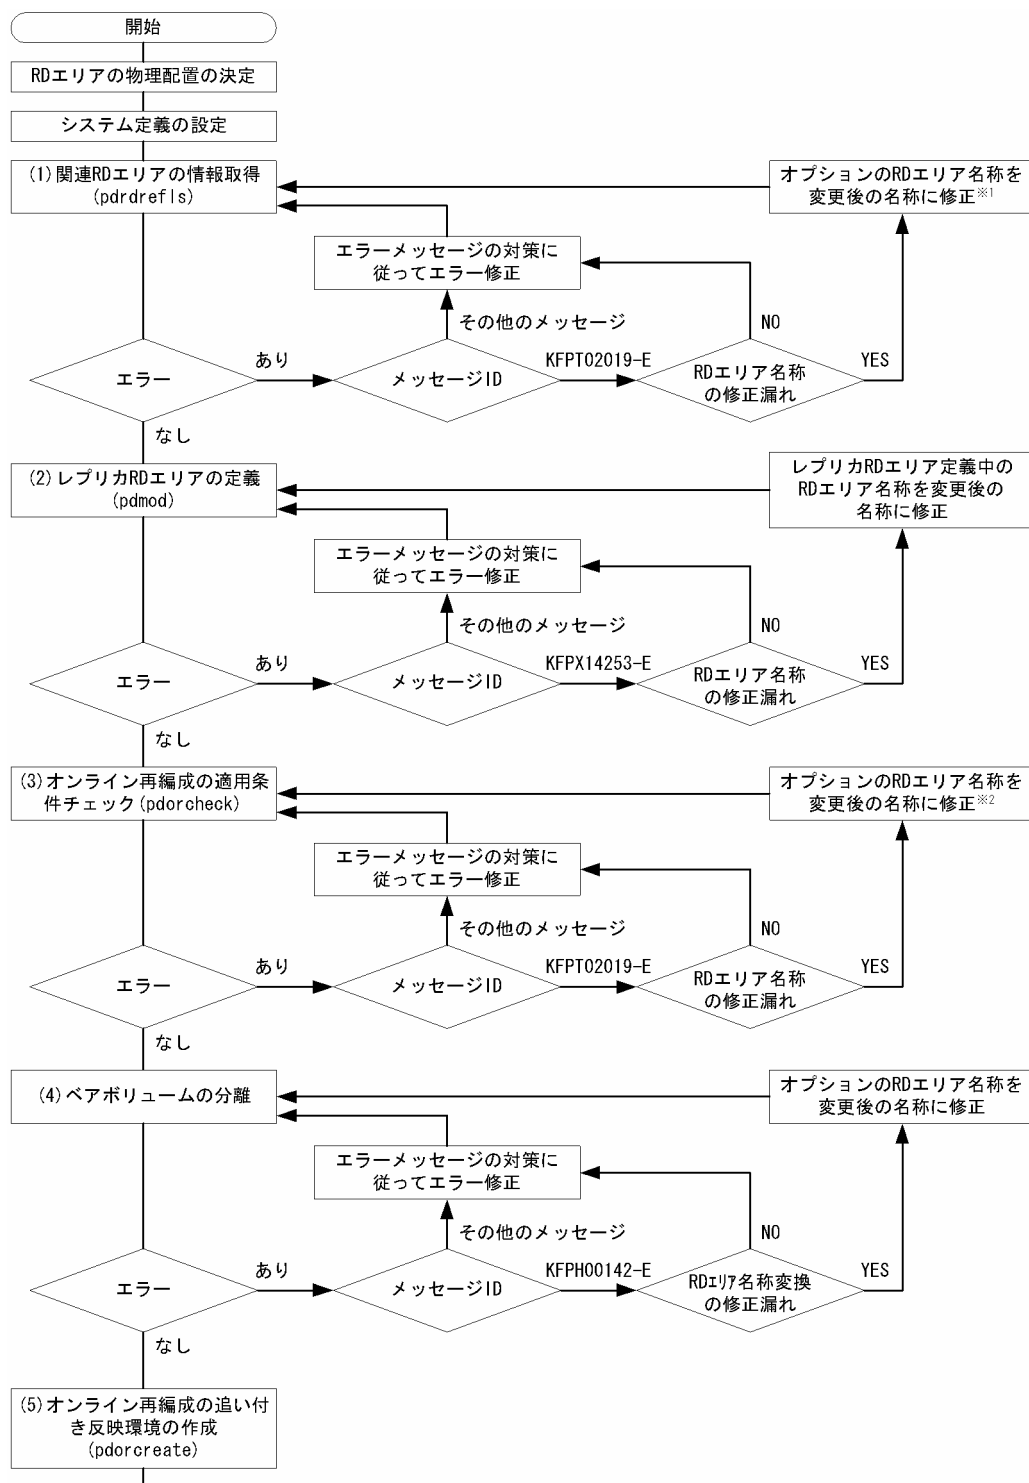 開始
RDエリアの物理配置の決定
システム定義の設定
(1)関連RDエリアの情報取得
(pdrdrefls)
オプションのRDエリア名称を
変更後の名称に修正※1
エラーメッセージの対策に
従ってエラー修正
その他のメッセージ
NO
あり
KFPT02019-E
YES
エラー
メッセージID
RDエリア名称
の修正漏れ
なし
(2)レプリカRDエリアの定義
(pdmod)
レプリカRDエリア定義中の
RDエリア名称を変更後の
名称に修正
エラーメッセージの対策に
従ってエラー修正
その他のメッセージ
NO
あり
KFPX14253-E
YES
エラー
メッセージID
RDエリア名称
の修正漏れ
なし
(3)オンライン再編成の適用条
件チェック(pdorcheck)
オプションのRDエリア名称を
変更後の名称に修正※2
エラーメッセージの対策に
従ってエラー修正
その他のメッセージ
NO
あり
KFPT02019-E
YES
エラー
メッセージID
RDエリア名称
の修正漏れ
なし
(4)ペアボリュームの分離
オプションのRDエリア名称を
変更後の名称に修正
エラーメッセージの対策に
従ってエラー修正
その他のメッセージ
NO
あり
KFPH00142-E
YES
エラー
メッセージID
RDエリア名称変換
の修正漏れ
なし
(5)オンライン再編成の追い付
き反映環境の作成
(pdorcreate)